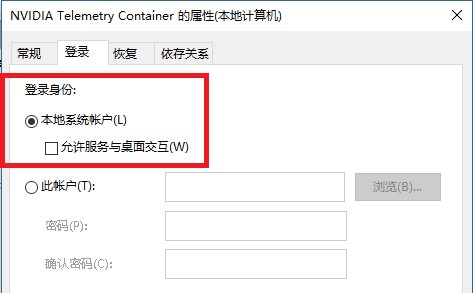 NVIDIA Telemetry Container 的属性(本地计算机)
常规 登录 恢复 依存关系
登录身份:
本地系统帐户(L)
允许服务与桌面交互(W)
此帐户(T): 浏览(B)...
密码(P):
确认密码(C):